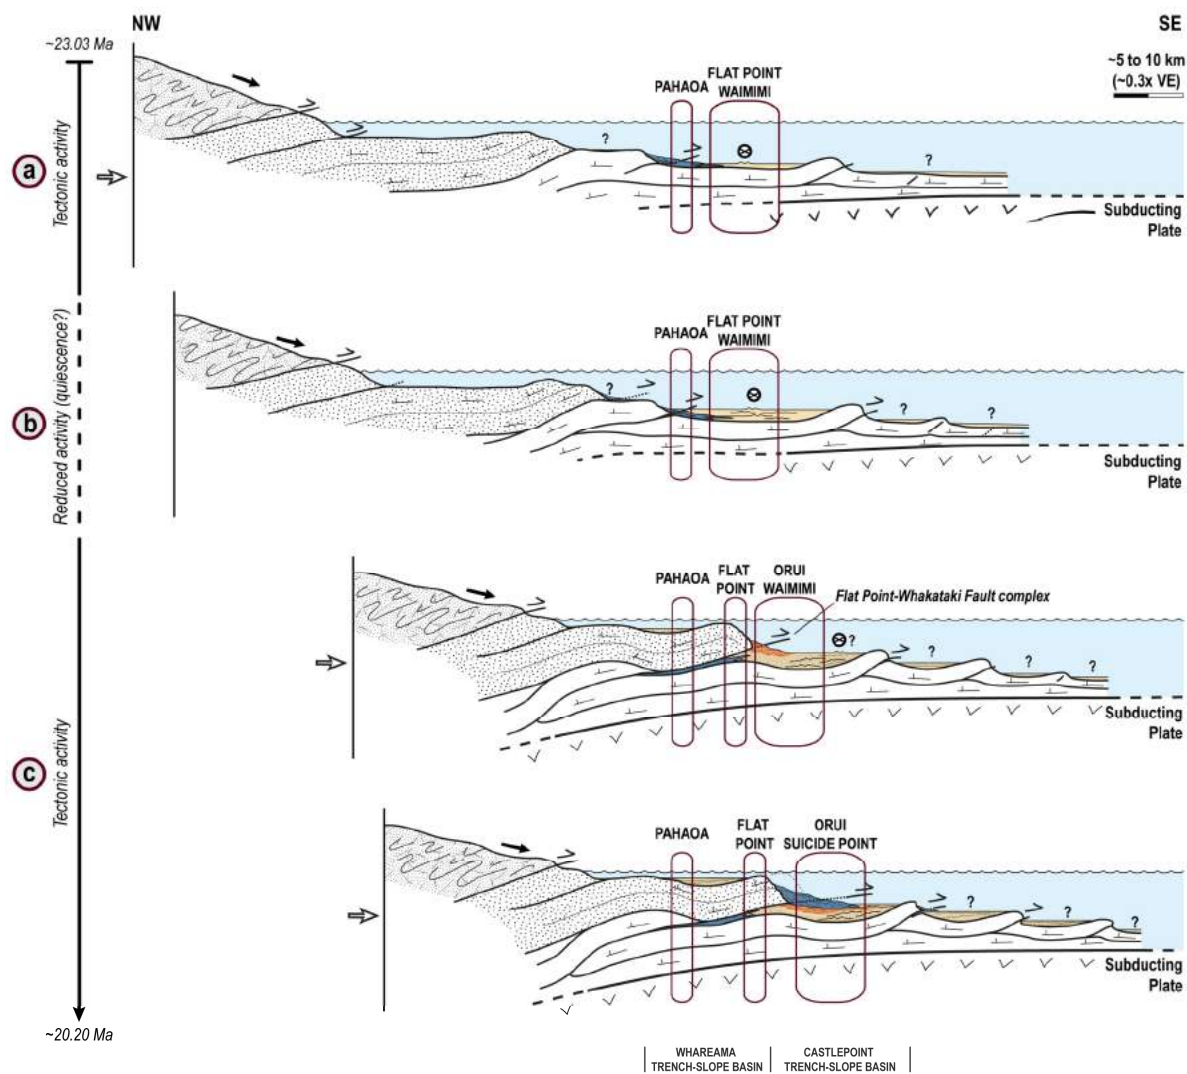 NW
SE
~23.03 Ma
~5 to 10 km
(~0.3x VE)
a
Tectonic activity
PAHAOA
FLAT POINT
WAIMIMI
?
?
Subducting
Plate
b
Reduced activity (quiescence?)
PAHAOA
FLAT POINT
WAIMIMI
?
?
?
Subducting
Plate
c
Tectonic activity
PAHAOA
FLAT
POINT
ORUI
WAIMIMI
Flat Point-Whakataki Fault complex
?
?
?
?
Subducting
Plate
PAHAOA
FLAT
POINT
ORUI
SUICIDE POINT
?
?
?
Subducting
Plate
~20.20 Ma
WHAREAMA
TRENCH-SLOPE BASIN
CASTLEPOINT
TRENCH-SLOPE BASIN